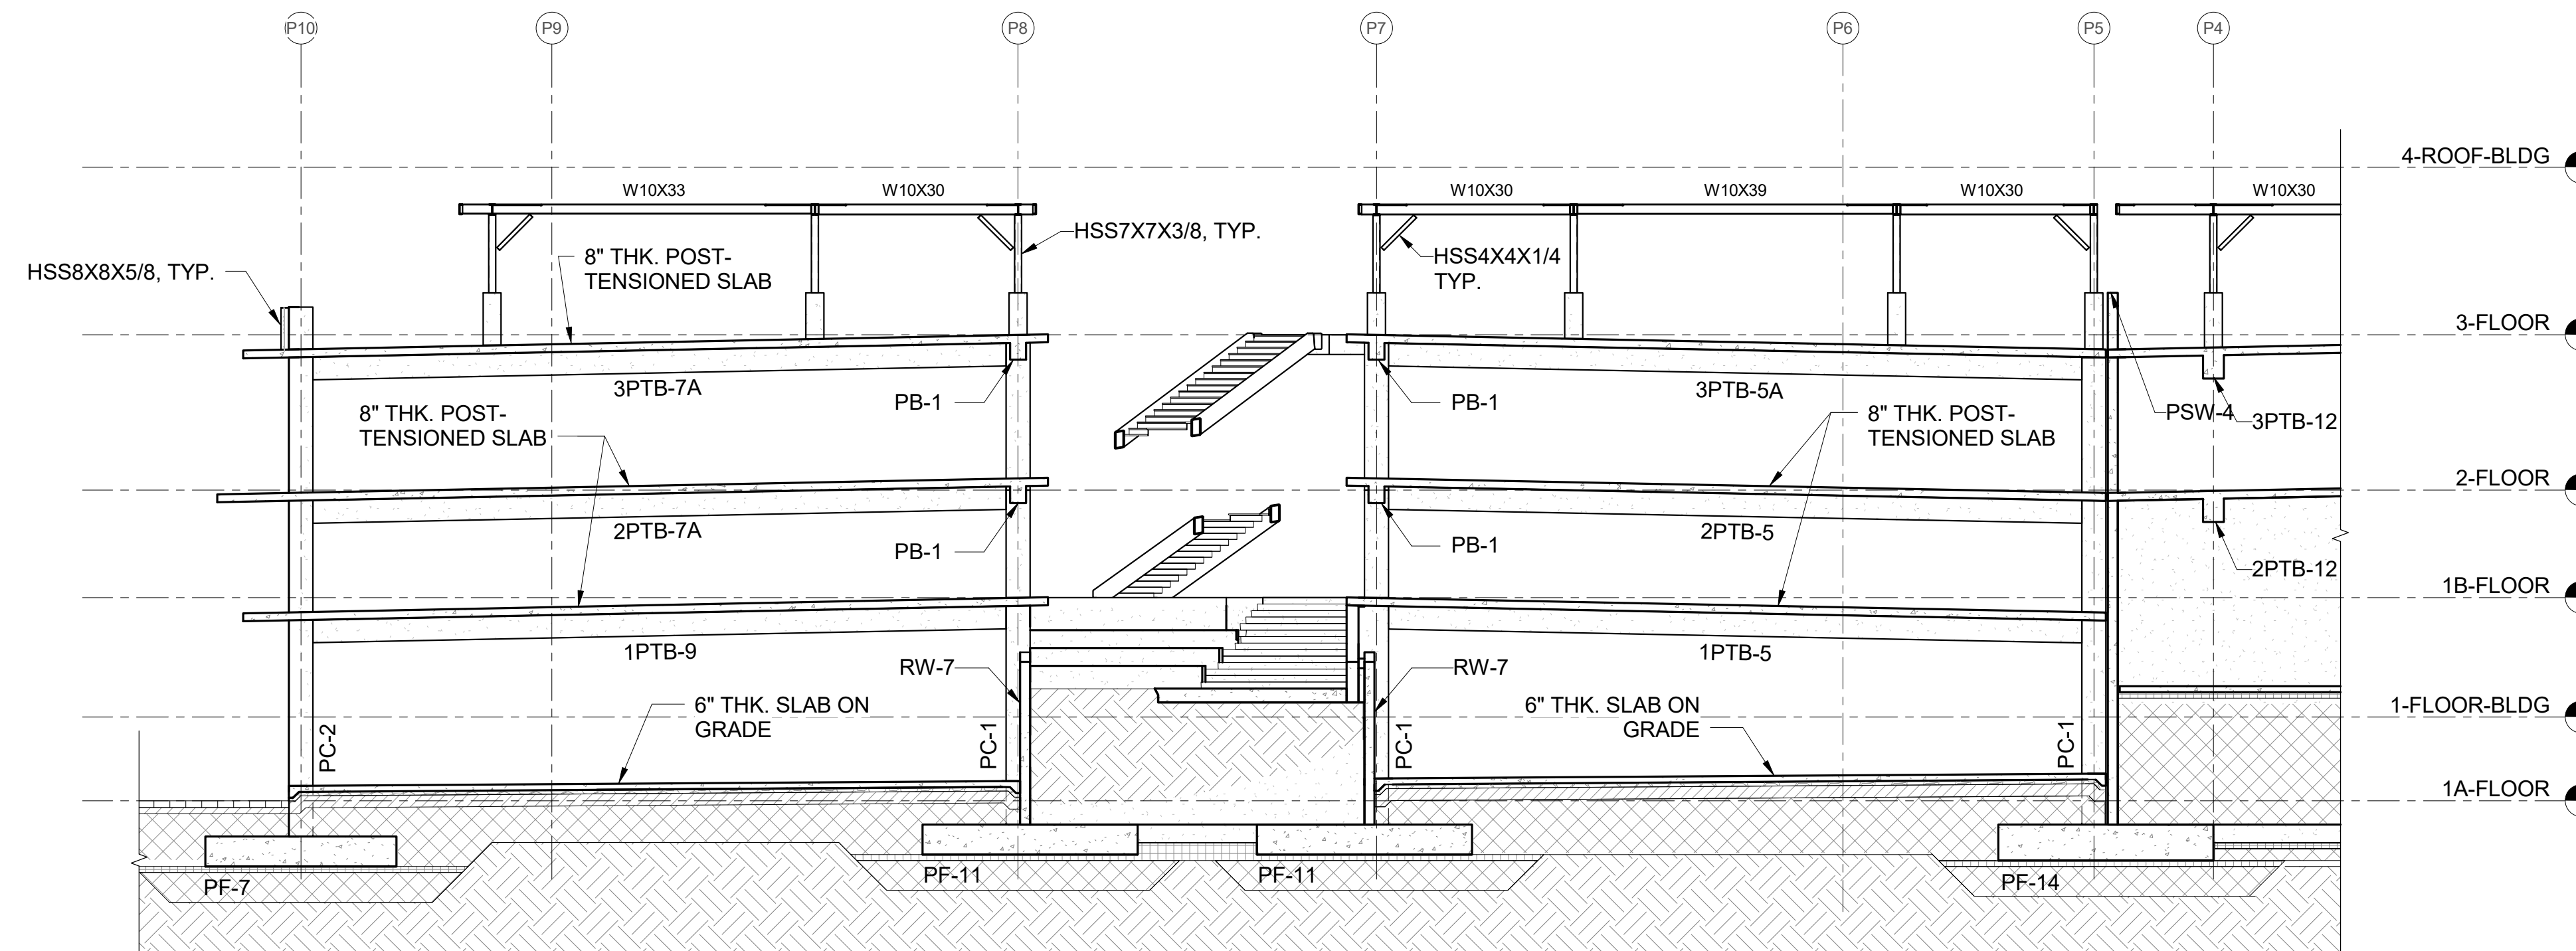 P10 P9 P8 P7 P6 P5 P4
4-ROOF-BLDG
W10X33 W10X30 W10X30 W10X39 W10X30 W10X30
HSS7X7X3/8, TYP.
8" THK. POST-
TENSIONED SLAB
HSS4X4X1/4
TYP.
HSS8X8X5/8, TYP.
3-FLOOR
3PTB-7A
PB-1
PB-1
3PTB-5A
8" THK. POST-
TENSIONED SLAB
8" THK. POST-
TENSIONED SLAB
PSW-4
3PTB-12
2-FLOOR
2PTB-7A
PB-1
PB-1
2PTB-5
2PTB-12
1B-FLOOR
1PTB-9
RW-7
RW-7
1PTB-5
6" THK. SLAB ON
GRADE
6" THK. SLAB ON
GRADE
1-FLOOR-BLDG
PC-2
PC-1
PC-1
PC-1
1A-FLOOR
PF-7
PF-11
PF-11
PF-14